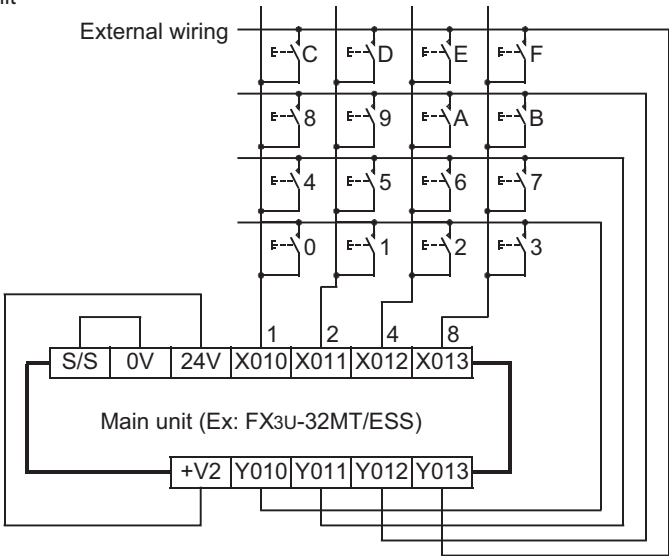 External wiring
C D E F
8 9 A B
4 5 6 7
0 1 2 3
1 2 4 8
S/S 0V 24V X010 X011 X012 X013
Main unit (Ex: FX3U-32MT/ESS)
+V2 Y010 Y011 Y012 Y013